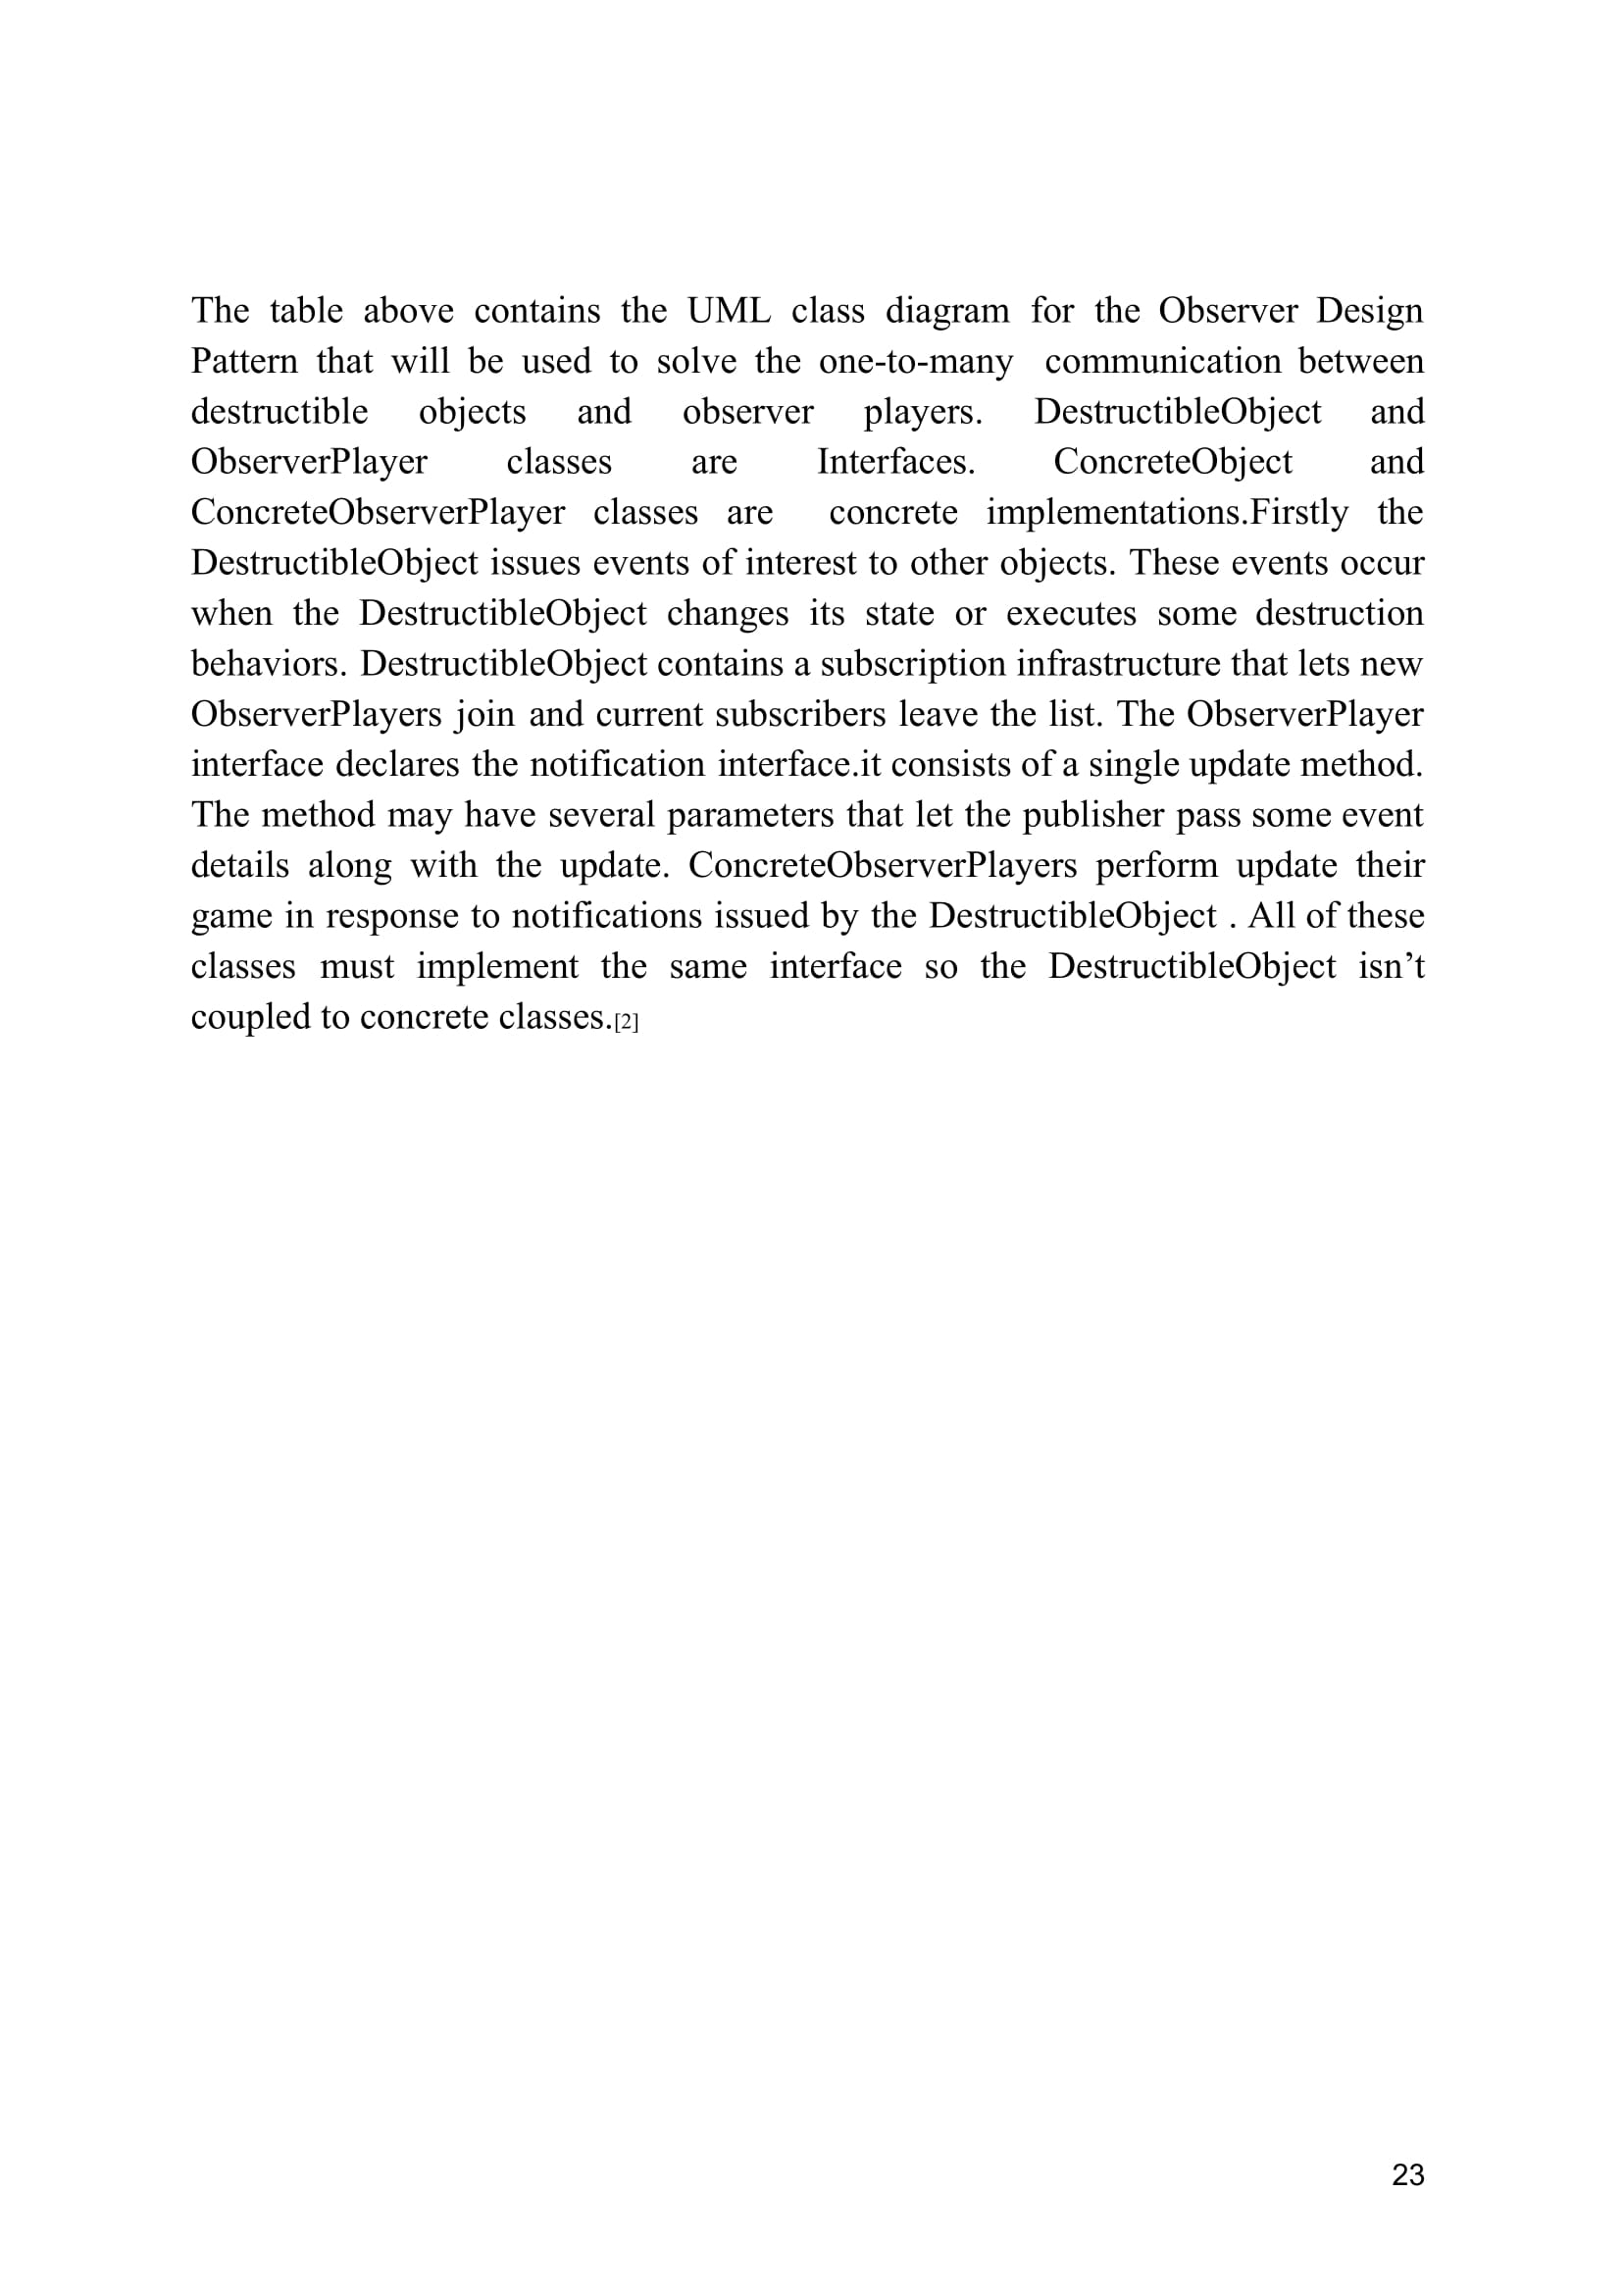 The table above contains the UML class diagram for the Observer Design
Pattern that will be used to solve the one-to-many communication between
destructible objects and observer players. DestructibleObject and
ObserverPlayer classes are Interfaces. ConcreteObject and
ConcreteObserverPlayer classes are concrete implementations.Firstly the
DestructibleObject issues events of interest to other objects. These events occur
when the DestructibleObject changes its state or executes some destruction
behaviors. DestructibleObject contains a subscription infrastructure that lets new
ObserverPlayers join and current subscribers leave the list. The ObserverPlayer
interface declares the notification interface.it consists of a single update method.
The method may have several parameters that let the publisher pass some event
details along with the update. ConcreteObserverPlayers perform update their
game in response to notifications issued by the DestructibleObject . All of these
classes must implement the same interface so the DestructibleObject isn’t
coupled to concrete classes.[2]
23